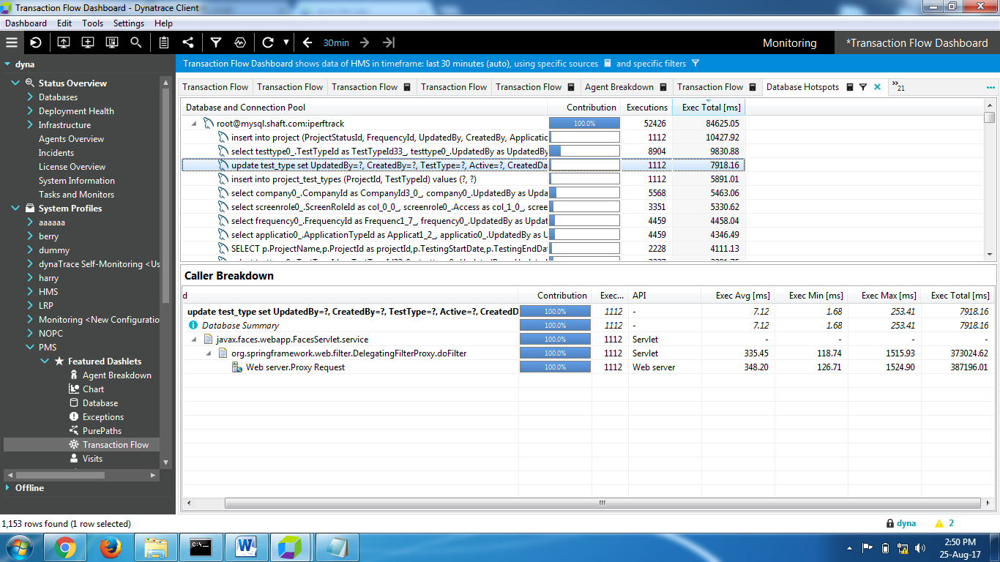 Transaction Flow Dashboard - Dynatrace Client
Dashboard Edit Tools Settings Help
30min Monitoring *Transaction Flow Dashboard
dyna
Status Overview
Databases
Deployment Health
Infrastructure
Agents Overview
Incidents
License Overview
System Information
Tasks and Monitors
System Profiles
aaaaaa
berry
dummy
dynaTrace Self-Monitoring <Us
harry
HMS
LRP
Monitoring <New Configuratio
NOPC
PMS
Featured Dashlets
Agent Breakdown
Chart
Database
Exceptions
PurePaths
Transaction Flow
Visits
Offline
Transaction Flow Dashboard shows data of HMS in timeframe: last 30 minutes (auto), using specific sources and specific filters
Transaction Flow Transaction Flow Transaction Flow Transaction Flow Transaction Flow Agent Breakdown Transaction Flow Database Hotspots 21
Database and Connection Pool Contribution Executions Exec Total [ms]
root@mysql.shaft.com:iperftrack 100.0% 52426 84625.05
insert into project (ProjectStatusId, FrequencyId, UpdatedBy, CreatedBy, Applicatic 1112 10427.92
select testtype0_.TestTypeId as TestTypeId33_, testtype0_.UpdatedBy as UpdatedBy 8904 9830.88
update test_type set UpdatedBy=?, CreatedBy=?, TestType=?, Active=?, CreatedDa 1112 7918.16
insert into project_test_types (ProjectId, TestTypeId) values (?, ?) 1112 5891.01
select company0_.CompanyId as CompanyId3_0_, company0_.UpdatedBy as Upda 5568 5463.06
select screenrole0_.ScreenRoleId as col_0_0_, screenrole0_.Access as col_1_0_, scree 3351 5330.62
select frequency0_.FrequencyId as Frequenc1_7_, frequency0_.UpdatedBy as Updat 4459 4458.04
select applicatio0_.ApplicationTypeId as Applicat1_2_, applicatio0_.UpdatedBy as U 4459 4346.49
SELECT p.ProjectName,p.ProjectId as projectId,p.TestingStartDate,p.TestingEndDa 2228 4111.13
Caller Breakdown
d Contribution Exec... API Exec Avg [ms] Exec Min [ms] Exec Max [ms] Exec Total [ms]
update test_type set UpdatedBy=?, CreatedBy=?, TestType=?, Active=?, CreatedD 100.0% 1112 - 7.12 1.68 253.41 7918.16
Database Summary 100.0% 1112 - 7.12 1.68 253.41 7918.16
javax.faces.webapp.FacesServlet.service 100.0% 1112 Servlet - - - -
org.springframework.web.filter.DelegatingFilterProxy.doFilter 100.0% 1112 Servlet 335.45 118.74 1515.93 373024.62
Web server.Proxy Request 100.0% 1112 Web server 348.20 126.71 1524.90 387196.01
1,153 rows found (1 row selected) dyna 2
2:50 PM
25-Aug-17